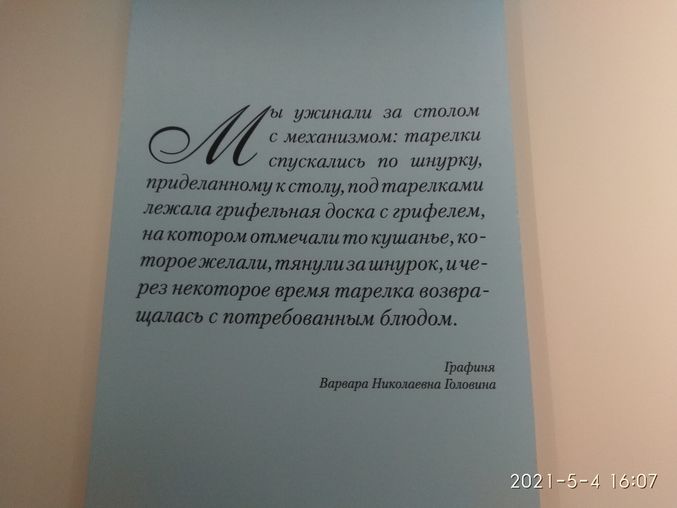 Мы ужинали за столом
с механизмом: тарелки
спускались по шнурку,
приделанному к столу, под тарелками
лежала грифельная доска с грифелем,
на котором отмечали то кушанье, ко-
торое желали, тянули за шнурок, и че-
рез некоторое время тарелка возвра-
щалась с потребованным блюдом.
Графиня
Варвара Николаевна Головина
2021-5-4 16:07